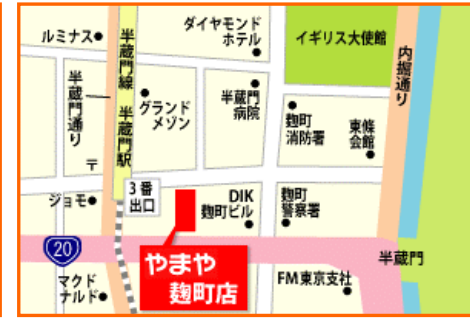 ルミナス
半蔵門線 半蔵門駅
ダイヤモンド
ホテル
イギリス大使館
内掘通り
半蔵門通り
グランド
メゾン
半蔵門
病院
麹町
消防署
東條
会館
〒
ジョモ
3番
出口
DIK
麹町ビル
麹町
警察署
20
やまや
麹町店
半蔵門
マクド
ナルド
FM東京支社